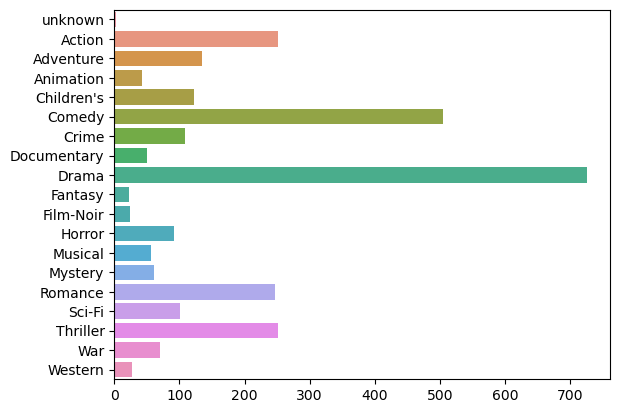 unknown
Action
Adventure
Animation
Children's
Comedy
Crime
Documentary
Drama
Fantasy
Film-Noir
Horror
Musical
Mystery
Romance
Sci-Fi
Thriller
War
Western
0 100 200 300 400 500 600 700